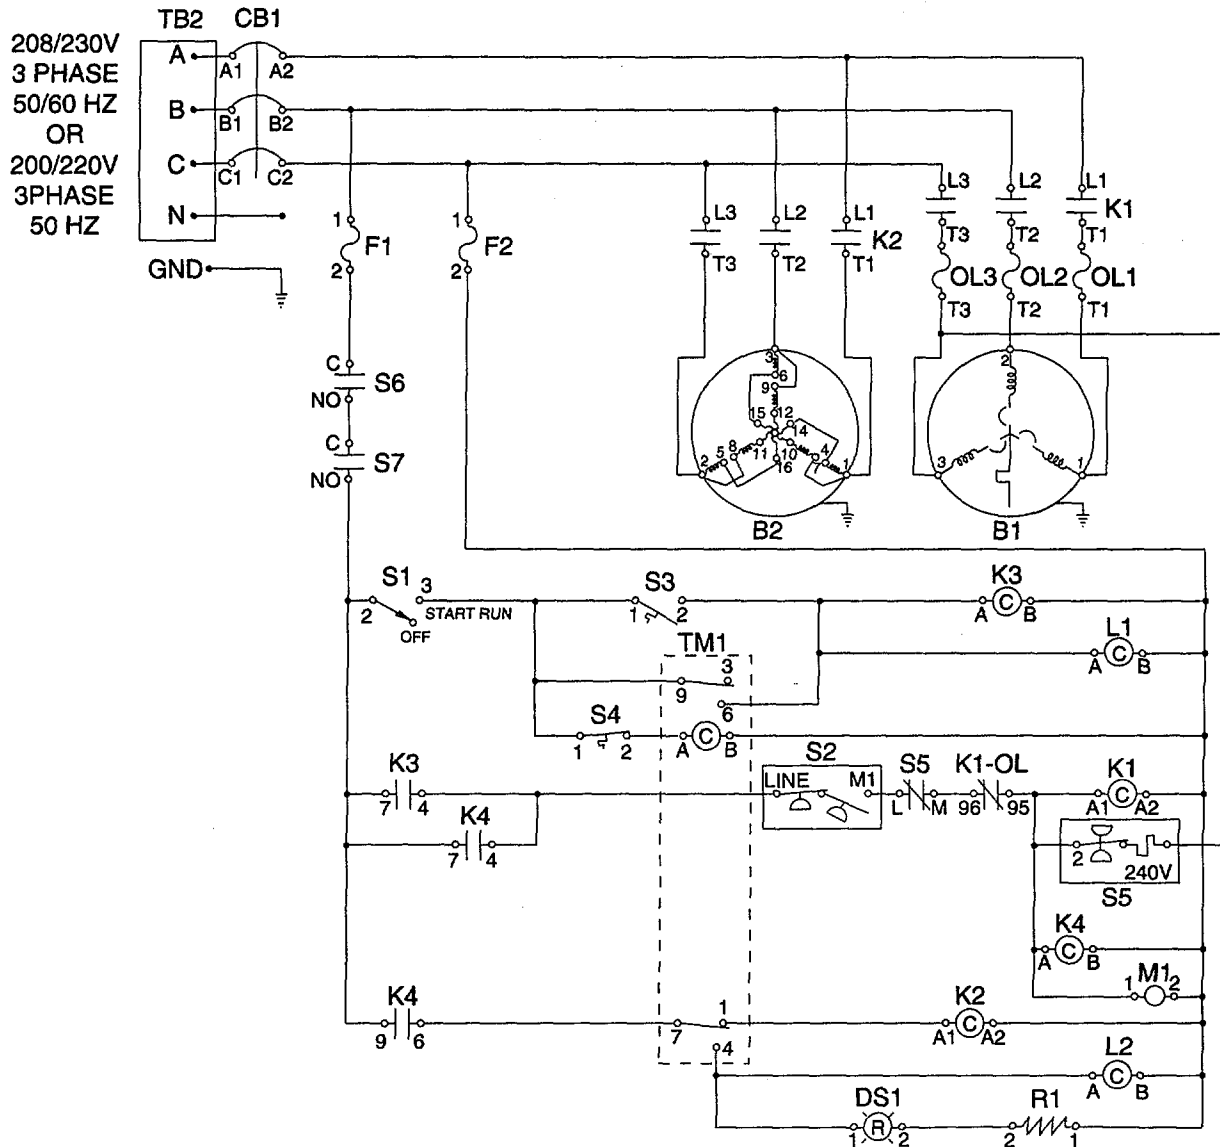 TB2 CB1
208/230V
3 PHASE
50/60 HZ
OR
200/220V
3PHASE
50 HZ
A A1 A2
B B1 B2
C C1 C2
N
GND
1 F1 2
1 F2 2
L3 L2 L1 K2
T3 T2 T1
L3 L2 L1 K1
T3 T2 T1
OL3 OL2 OL1
T3 T2 T1
C S6
NO
C S7
NO
3
6
9
15 12
14
2 5 8 11 10 4 7 1
16
B2
2
3 1
B1
S1 3 START RUN
2 OFF
S3
1 2
K3
A C B
L1
A C B
TM1
3
9
6
S4
1 2 A C B
K3
7 4
K4
7 4
S2
LINE M1
S5
L M
K1-OL
96 95
K1
A1 C A2
2 240V
S5
K4
A C B
M1
1 2
K4
9 6
1
7
4
K2
A1 C A2
L2
A C B
DS1
1 R 2
R1
2 1